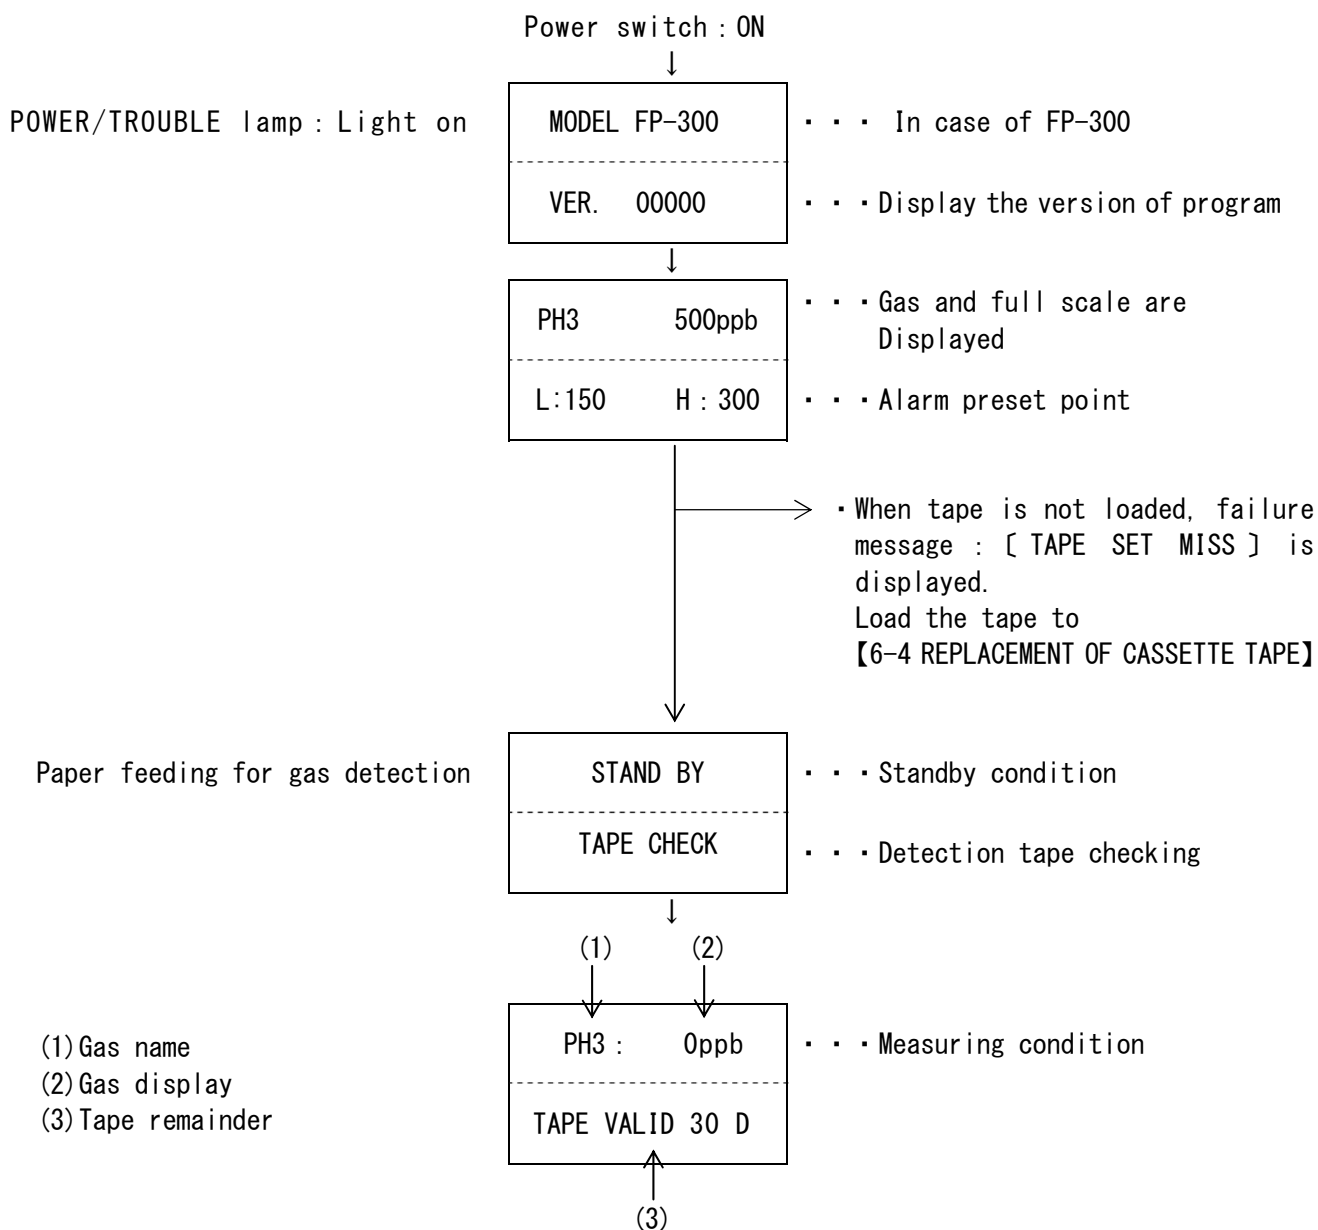 Power switch：ON
↓
POWER/TROUBLE lamp：Light on
MODEL FP-300
・・・ In case of FP-300
VER. 00000
・・・Display the version of program
↓
PH3 500ppb
・・・Gas and full scale are
Displayed
L:150 H：300
・・・Alarm preset point
・When tape is not loaded, failure
message：〔 TAPE SET MISS 〕 is
displayed.
Load the tape to
【6-4 REPLACEMENT OF CASSETTE TAPE】
Paper feeding for gas detection
STAND BY
・・・Standby condition
TAPE CHECK
・・・Detection tape checking
↓
(1) (2)
PH3： 0ppb
・・・Measuring condition
(1)Gas name
(2)Gas display
(3)Tape remainder
TAPE VALID 30 D
(3)